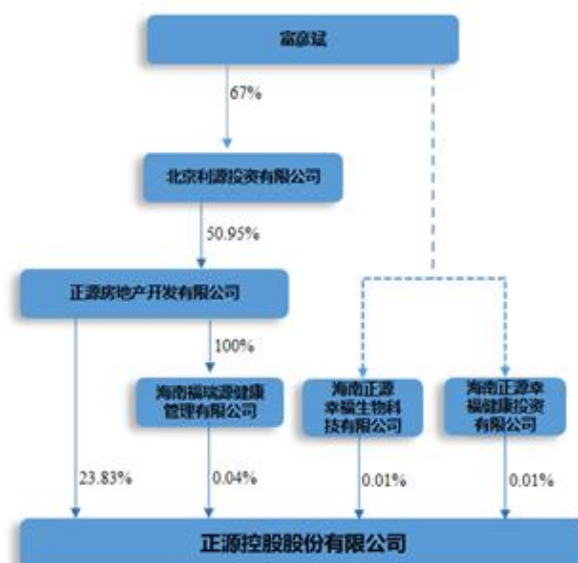 富彦斌
67%
北京利源投资有限公司
50.95%
正源房地产开发有限公司
100%
海南福瑞源健康
管理有限公司
海南正源
幸福生物科
技有限公司
海南正源幸
福健康投资
有限公司
23.83%
0.04%
0.01%
0.01%
正源控股股份有限公司